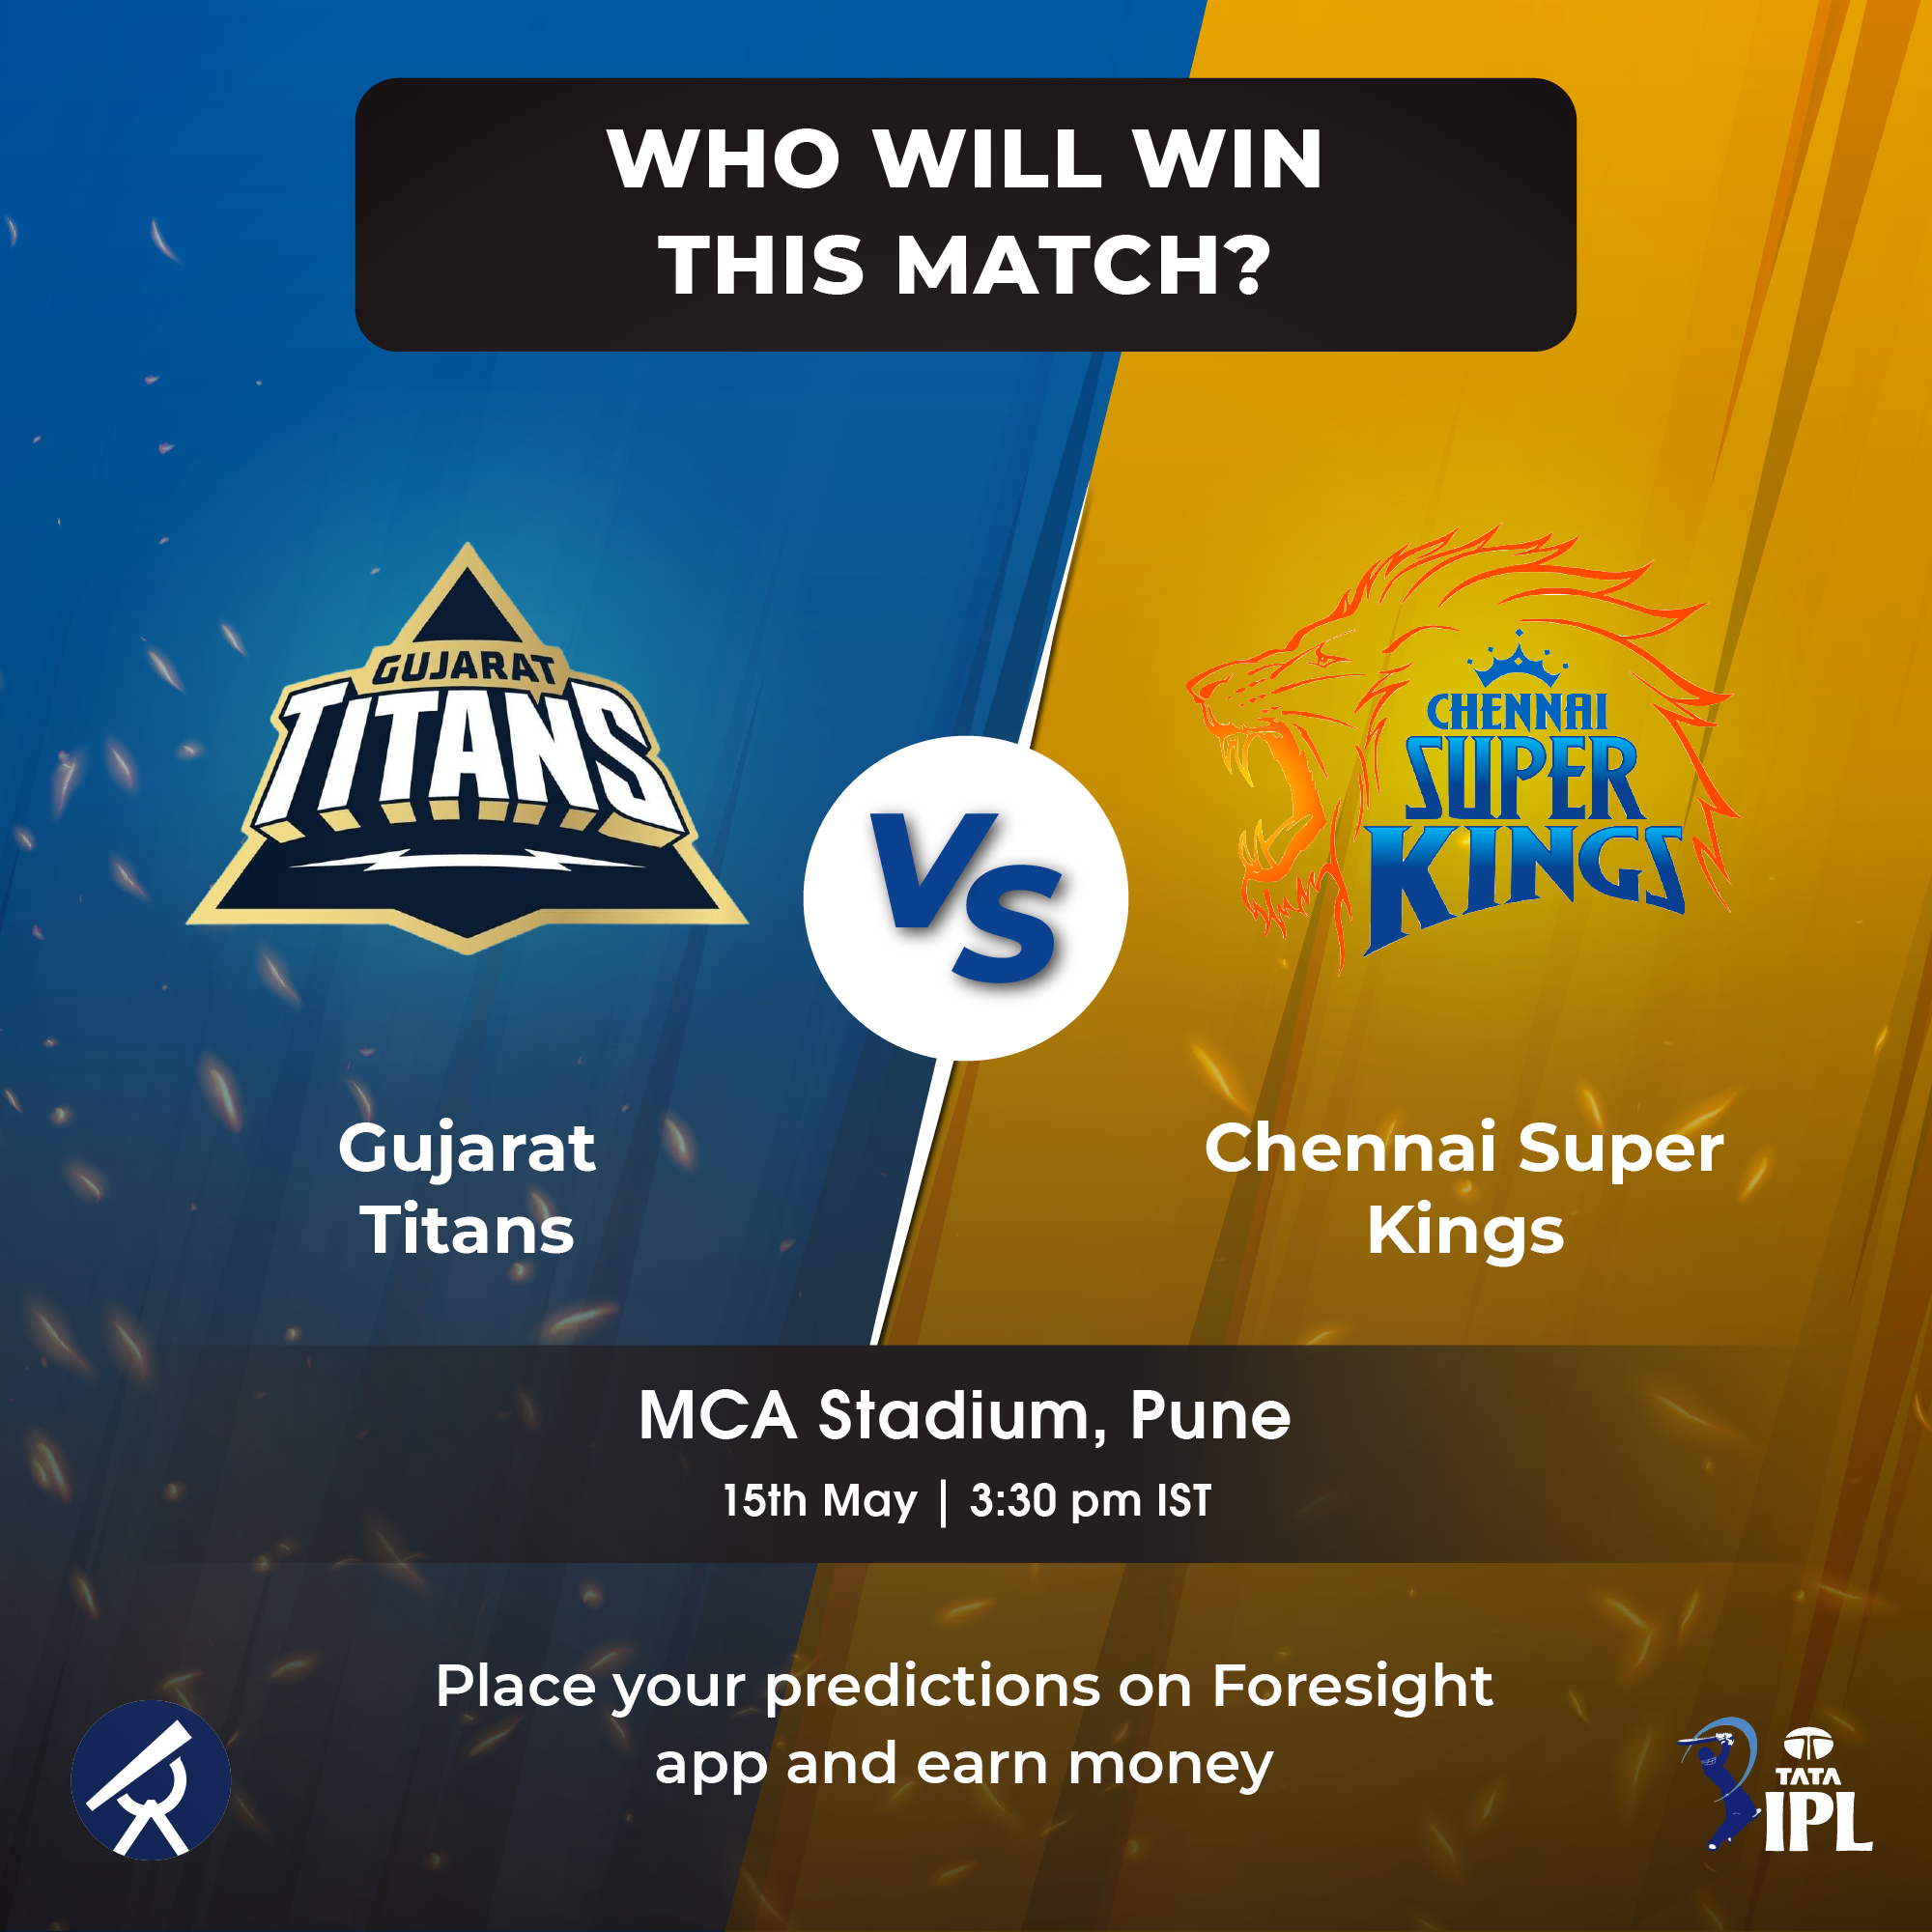 WHO WILL WIN
THIS MATCH?
GUJARAT
TITANS
CHENNAI
SUPER
KINGS
VS
Gujarat
Titans
Chennai Super
Kings
MCA Stadium, Pune
15th May | 3:30 pm IST
Place your predictions on Foresight
app and earn money
TATA
IPL